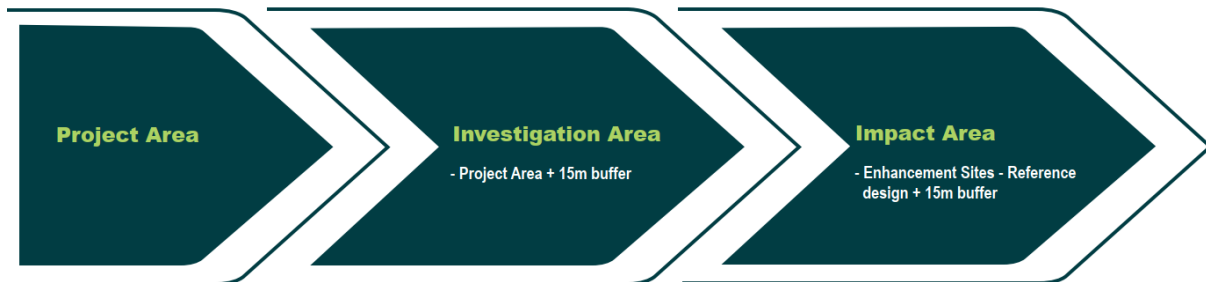 Project Area
Investigation Area
- Project Area + 15m buffer
Impact Area
- Enhancement Sites - Reference
design + 15m buffer